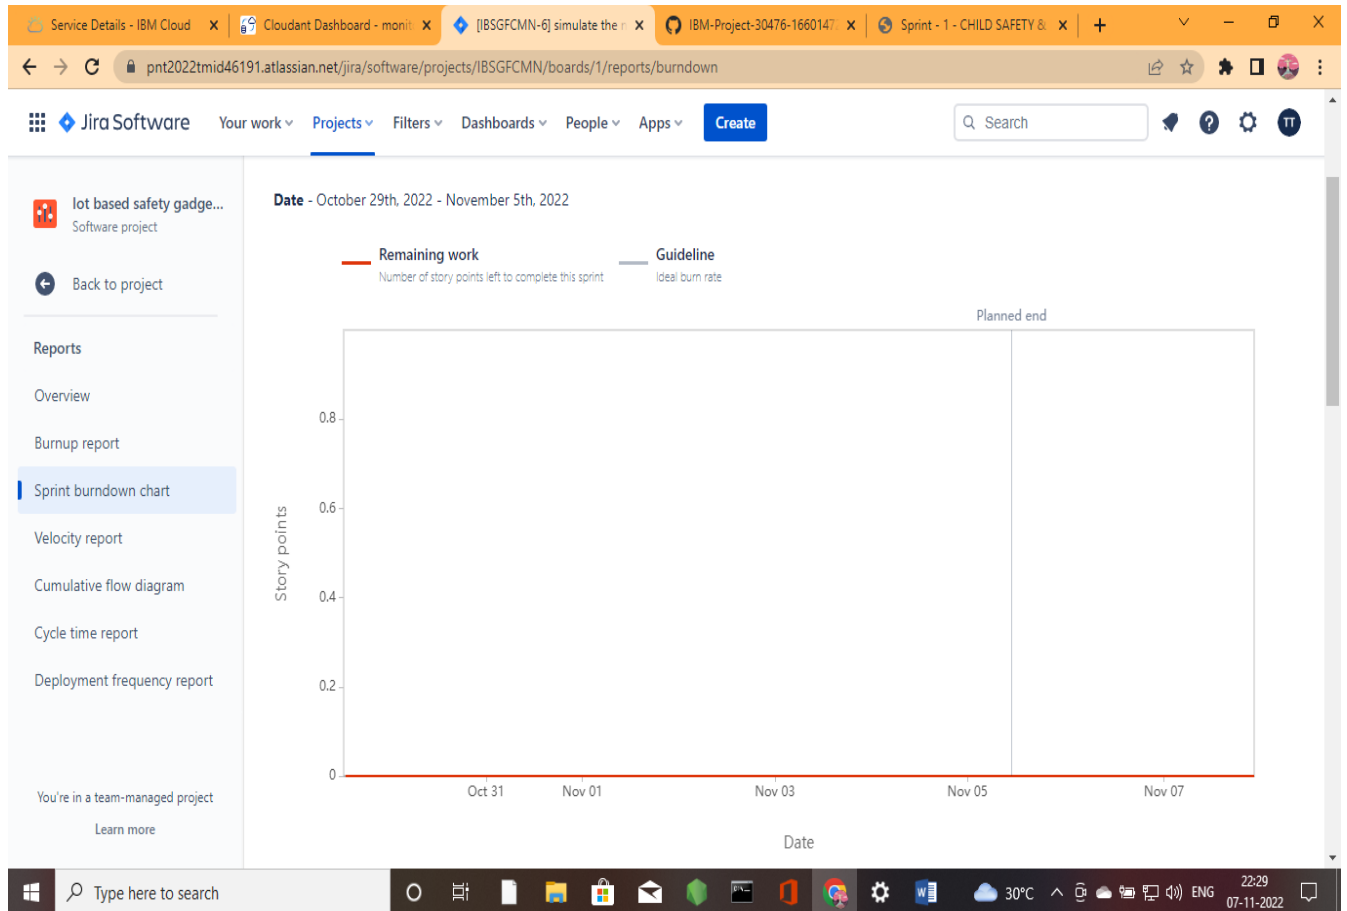 Service Details - IBM Cloud
Cloudant Dashboard - monit
[IBSGFCMN-6] simulate the n
IBM-Project-30476-1660147
Sprint - 1 - CHILD SAFETY &
pnt2022tmid46191.atlassian.net/jira/software/projects/IBSGFCMN/boards/1/reports/burndown
Jira Software Your work Projects Filters Dashboards People Apps Create Search TT
Iot based safety gadge...
Software project
Back to project
Reports
Overview
Burnup report
Sprint burndown chart
Velocity report
Cumulative flow diagram
Cycle time report
Deployment frequency report
You're in a team-managed project
Learn more
Date - October 29th, 2022 - November 5th, 2022
Remaining work
Number of story points left to complete this sprint
Guideline
Ideal burn rate
Planned end
0.8
0.6
0.4
0.2
0
Story points
Oct 31 Nov 01 Nov 03 Nov 05 Nov 07
Date
Type here to search
30°C
ENG
22:29
07-11-2022